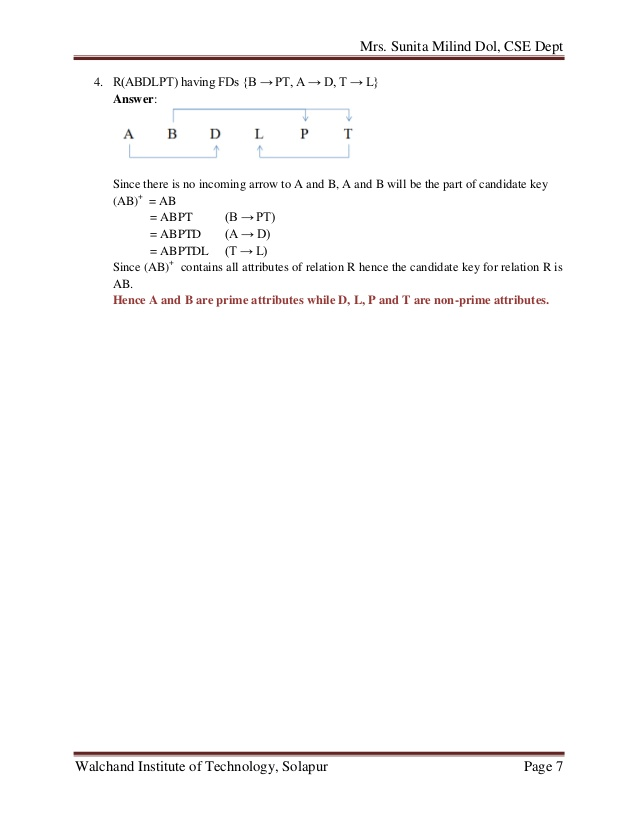 Mrs. Sunita Milind Dol, CSE Dept
4. R(ABDLPT) having FDs {B → PT, A → D, T → L}
Answer:
A B D L P T
Since there is no incoming arrow to A and B, A and B will be the part of candidate key
(AB)⁺ = AB
= ABPT (B → PT)
= ABPTD (A → D)
= ABPTDL (T → L)
Since (AB)⁺ contains all attributes of relation R hence the candidate key for relation R is
AB.
Hence A and B are prime attributes while D, L, P and T are non-prime attributes.
Walchand Institute of Technology, Solapur Page 7